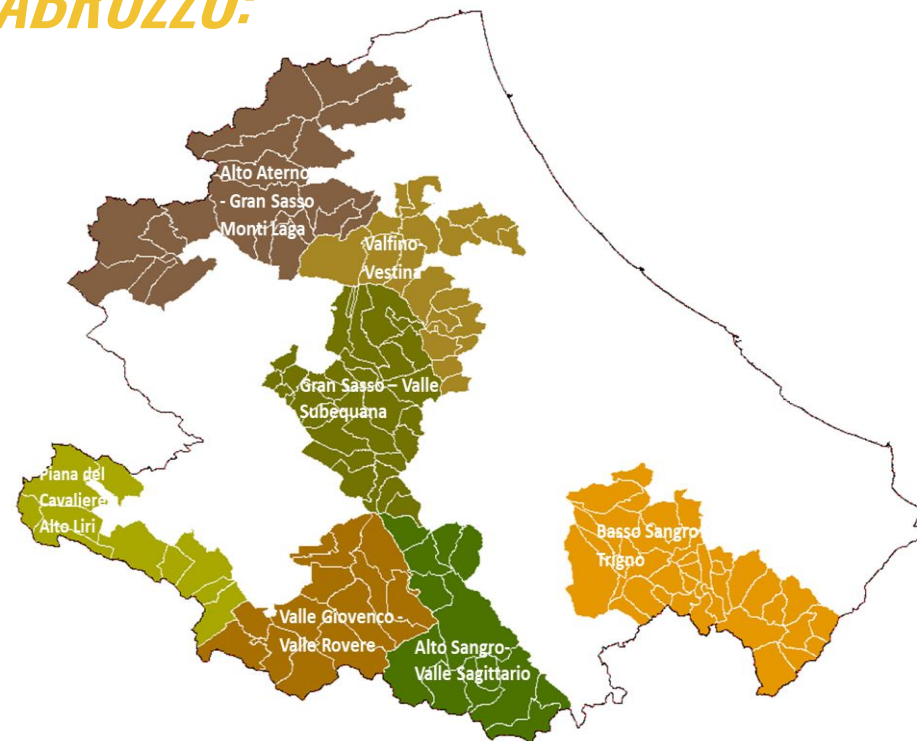 ABRUZZO:
Alto Aterno
- Gran Sasso
Monti Laga
Valfino-
Vestina
Gran Sasso – Valle
Subequana
Piana del
Cavaliere
Alto Liri
Basso Sangro
Trigno
Valle Giovenco -
Valle Rovere
Alto Sangro-
Valle Sagittario